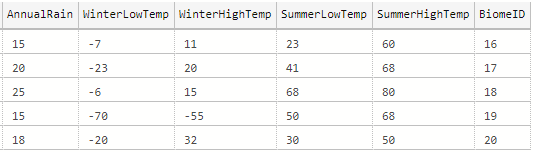 AnnualRain WinterLowTemp WinterHighTemp SummerLowTemp SummerHighTemp BiomeID
15 -7 11 23 60 16
20 -23 20 41 68 17
25 -6 15 68 80 18
15 -70 -55 50 68 19
18 -20 32 30 50 20